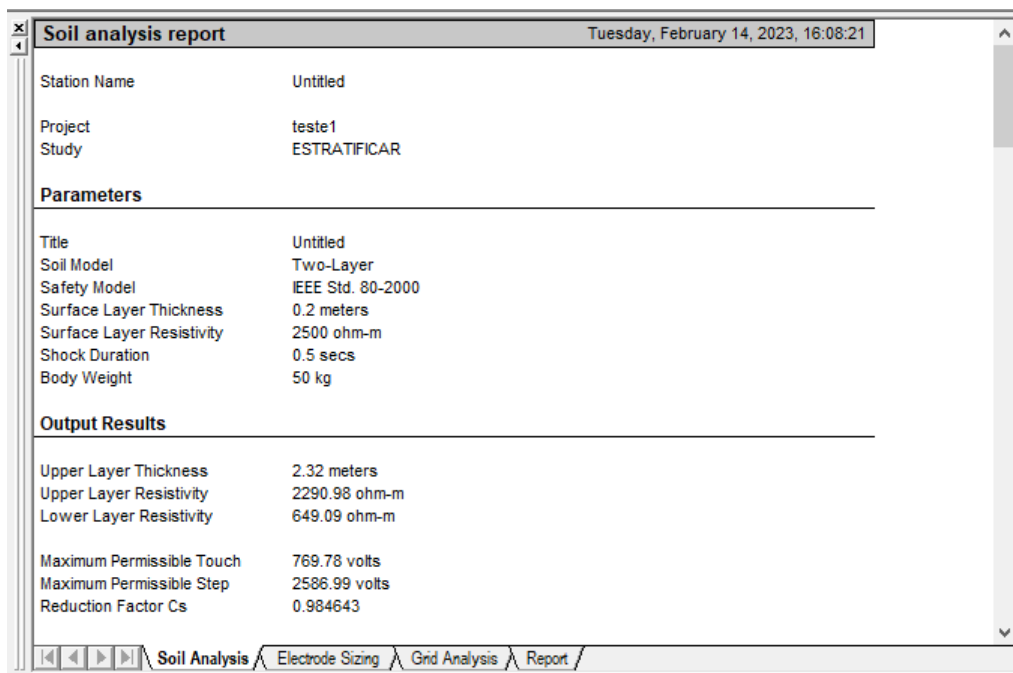 Soil analysis report Tuesday, February 14, 2023, 16:08:21
Station Name Untitled
Project teste1
Study ESTRATIFICAR
Parameters
Title Untitled
Soil Model Two-Layer
Safety Model IEEE Std. 80-2000
Surface Layer Thickness 0.2 meters
Surface Layer Resistivity 2500 ohm-m
Shock Duration 0.5 secs
Body Weight 50 kg
Output Results
Upper Layer Thickness 2.32 meters
Upper Layer Resistivity 2290.98 ohm-m
Lower Layer Resistivity 649.09 ohm-m
Maximum Permissible Touch 769.78 volts
Maximum Permissible Step 2586.99 volts
Reduction Factor Cs 0.984643
Soil Analysis Electrode Sizing Grid Analysis Report